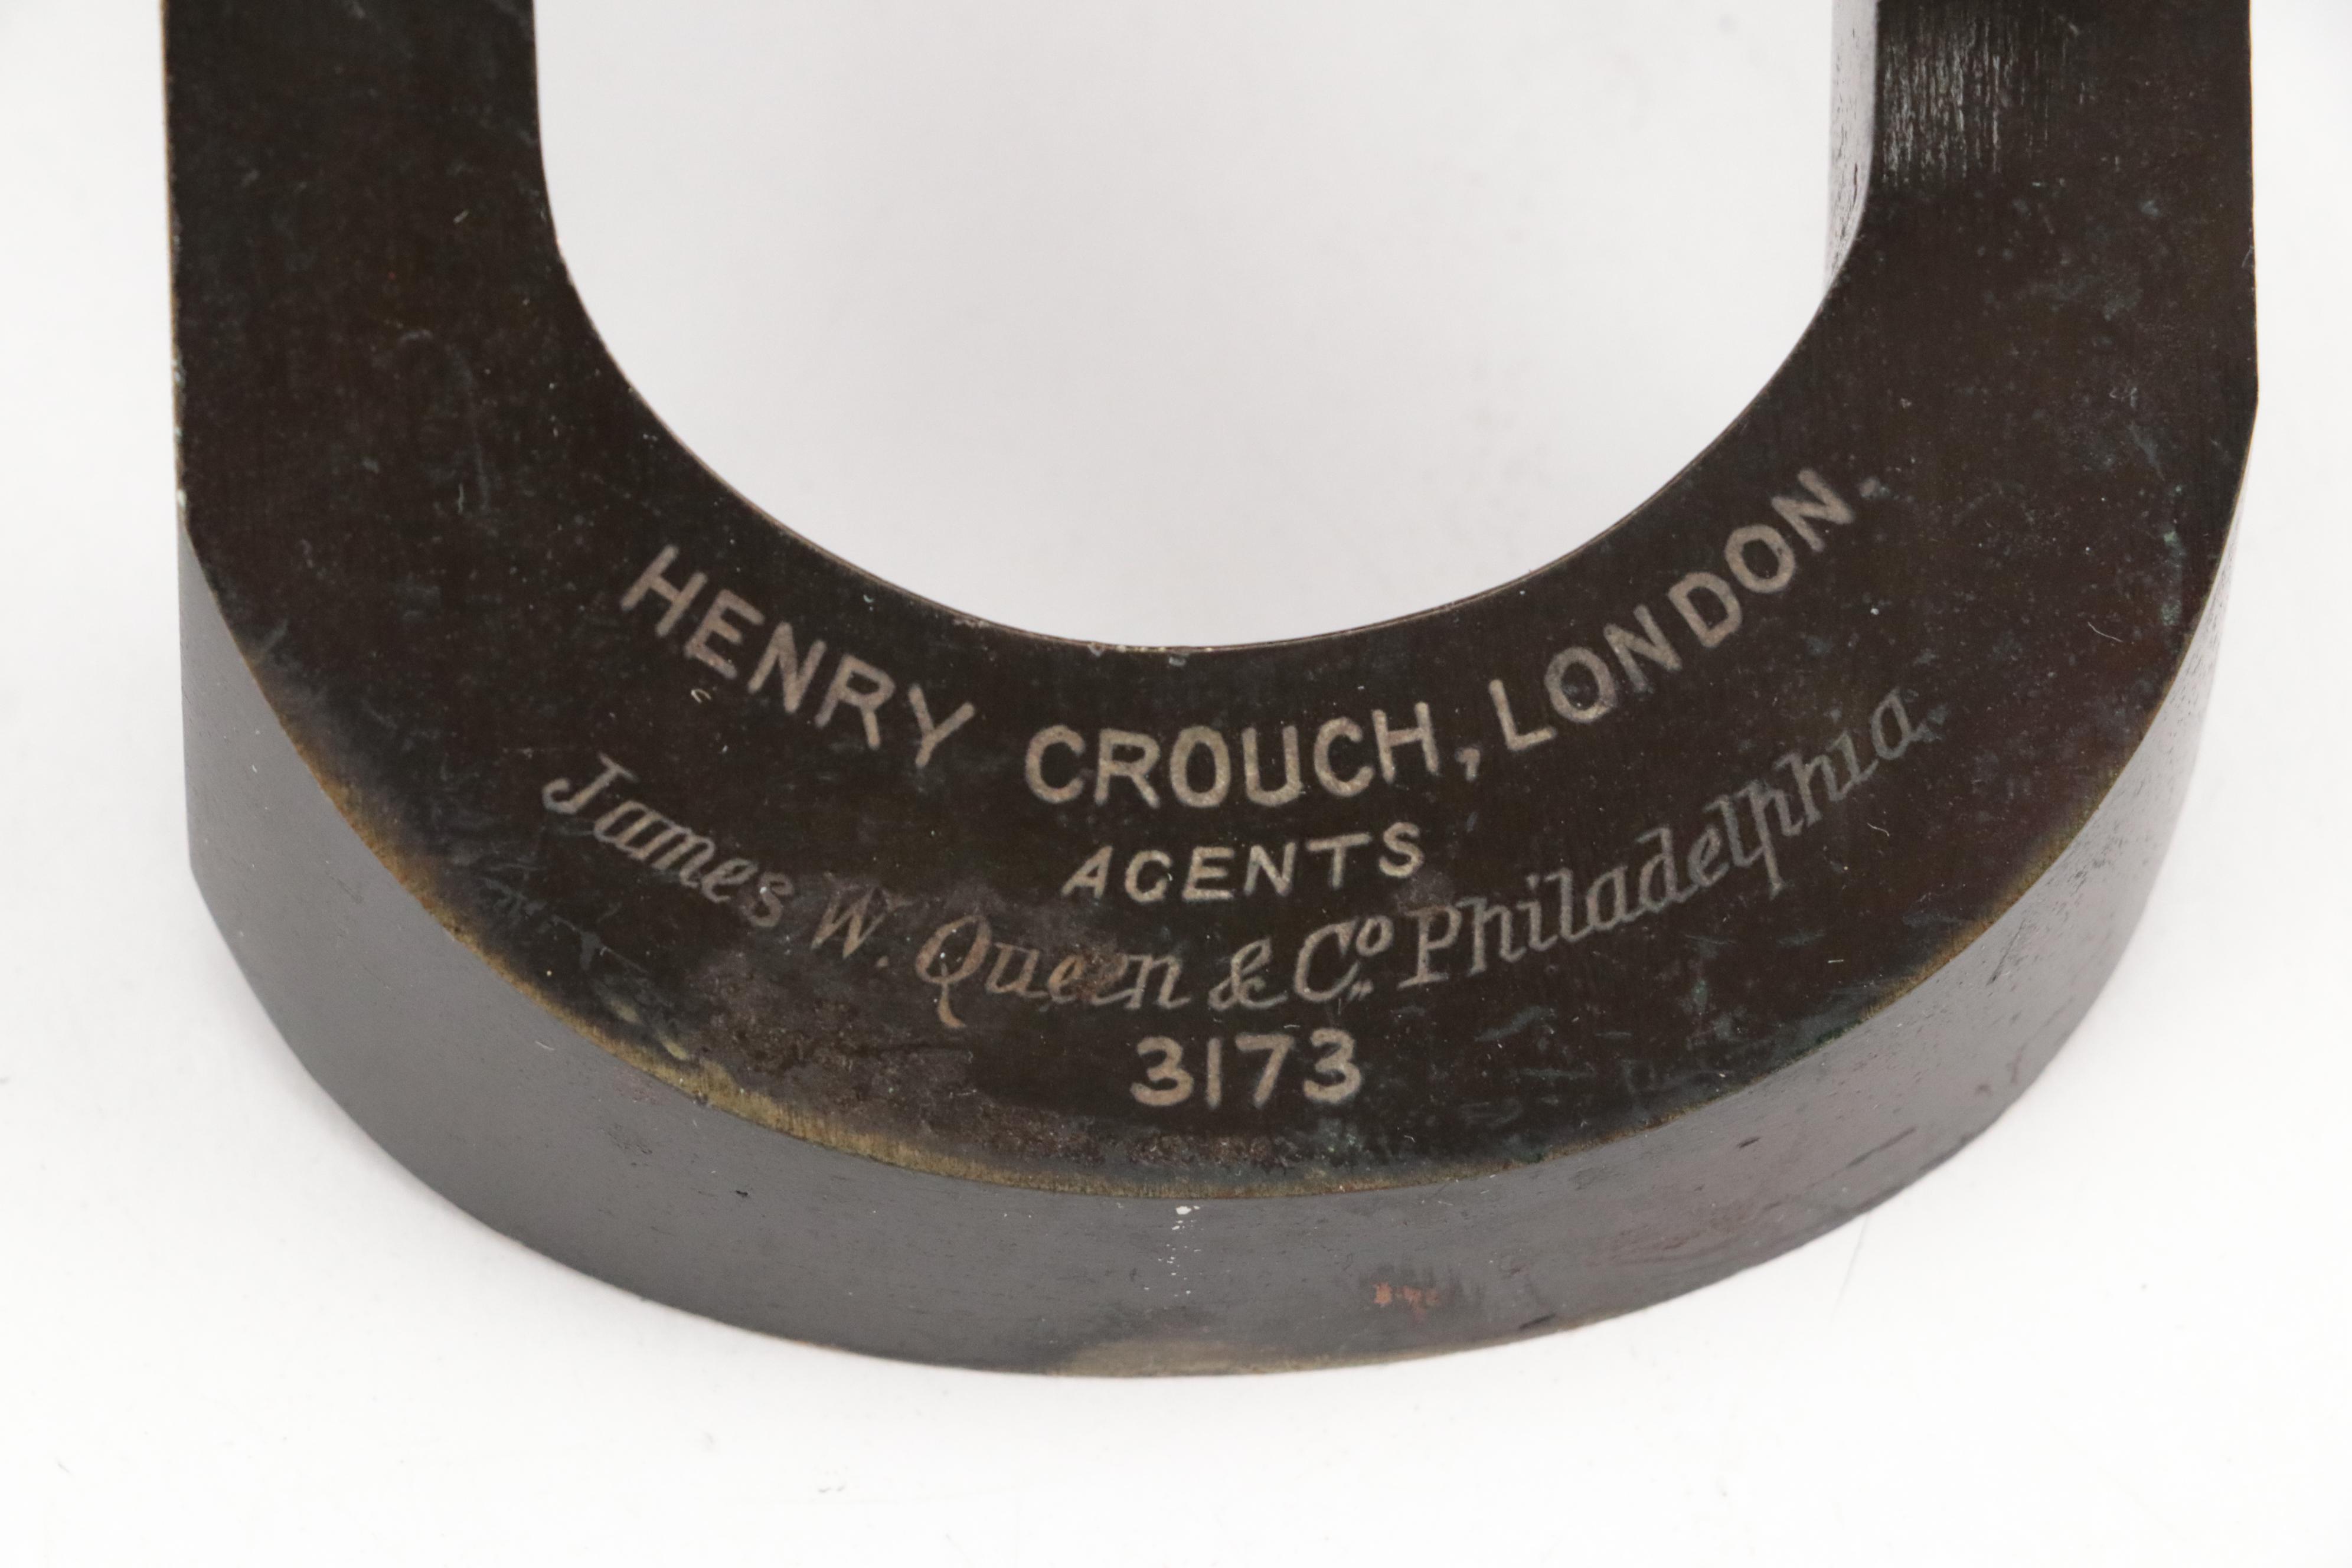 HENRY CROUCH, LONDON.
AGENTS
James W. Queen & Co. Philadelphia.
3173